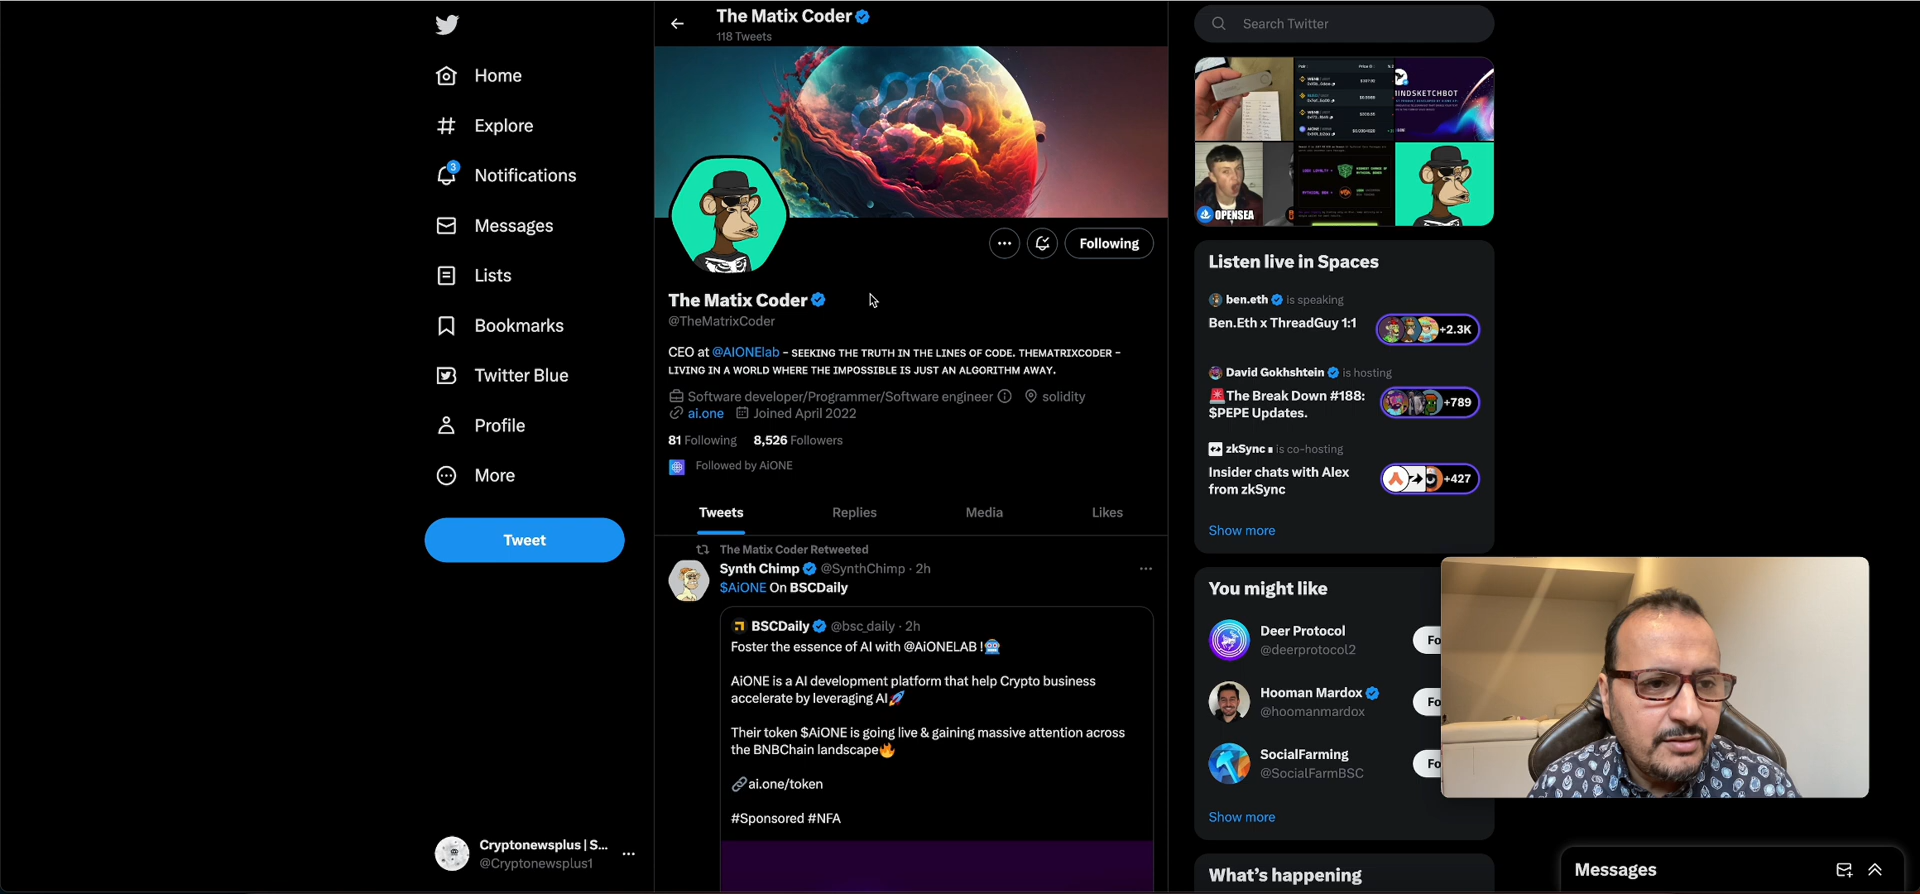 Home
Explore
3
Notifications
Messages
Lists
Bookmarks
Twitter Blue
Profile
More
Tweet
Cryptonewsplus | S...
@Cryptonewsplus1
The Matix Coder
118 Tweets
Following
The Matix Coder
@TheMatrixCoder
CEO at @AIONElab – SEEKING THE TRUTH IN THE LINES OF CODE. THEMATRIXCODER –
LIVING IN A WORLD WHERE THE IMPOSSIBLE IS JUST AN ALGORITHM AWAY.
Software developer/Programmer/Software engineer solidity
ai.one Joined April 2022
81 Following 8,526 Followers
Followed by AiONE
Tweets Replies Media Likes
The Matix Coder Retweeted
Synth Chimp @SynthChimp · 2h
$AiONE On BSCDaily
BSCDaily @bsc_daily · 2h
Foster the essence of AI with @AiONELAB !🤖
AiONE is a AI development platform that help Crypto business
accelerate by leveraging AI🚀
Their token $AiONE is going live & gaining massive attention across
the BNBChain landscape🔥
🔗ai.one/token
#Sponsored #NFA
Search Twitter
MINDSKETCHBOT
OPENSEA
Listen live in Spaces
ben.eth is speaking
Ben.Eth x ThreadGuy 1:1
+2.3K
David Gokhshtein is hosting
🚨The Break Down #188:
$PEPE Updates.
+789
zkSync is co-hosting
Insider chats with Alex
from zkSync
+427
Show more
You might like
Deer Protocol
@deerprotocol2
Fo
Hooman Mardox
@hoomanmardox
Fo
SocialFarming
@SocialFarmBSC
Fo
Show more
What's happening
Messages